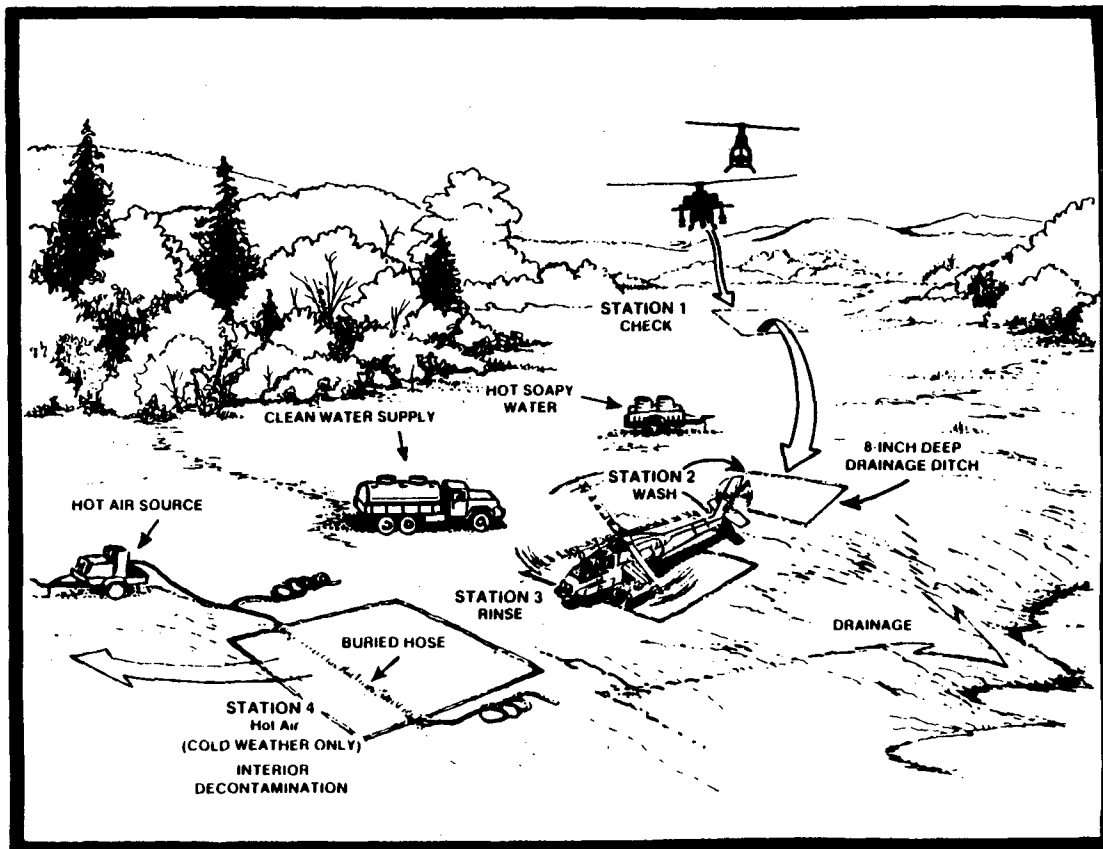 STATION 1
CHECK
HOT SOAPY
WATER
CLEAN WATER SUPPLY
8-INCH DEEP
DRAINAGE DITCH
STATION 2
WASH
HOT AIR SOURCE
STATION 3
RINSE
DRAINAGE
BURIED HOSE
STATION 4
Hot Air
(COLD WEATHER ONLY)
INTERIOR
DECONTAMINATION